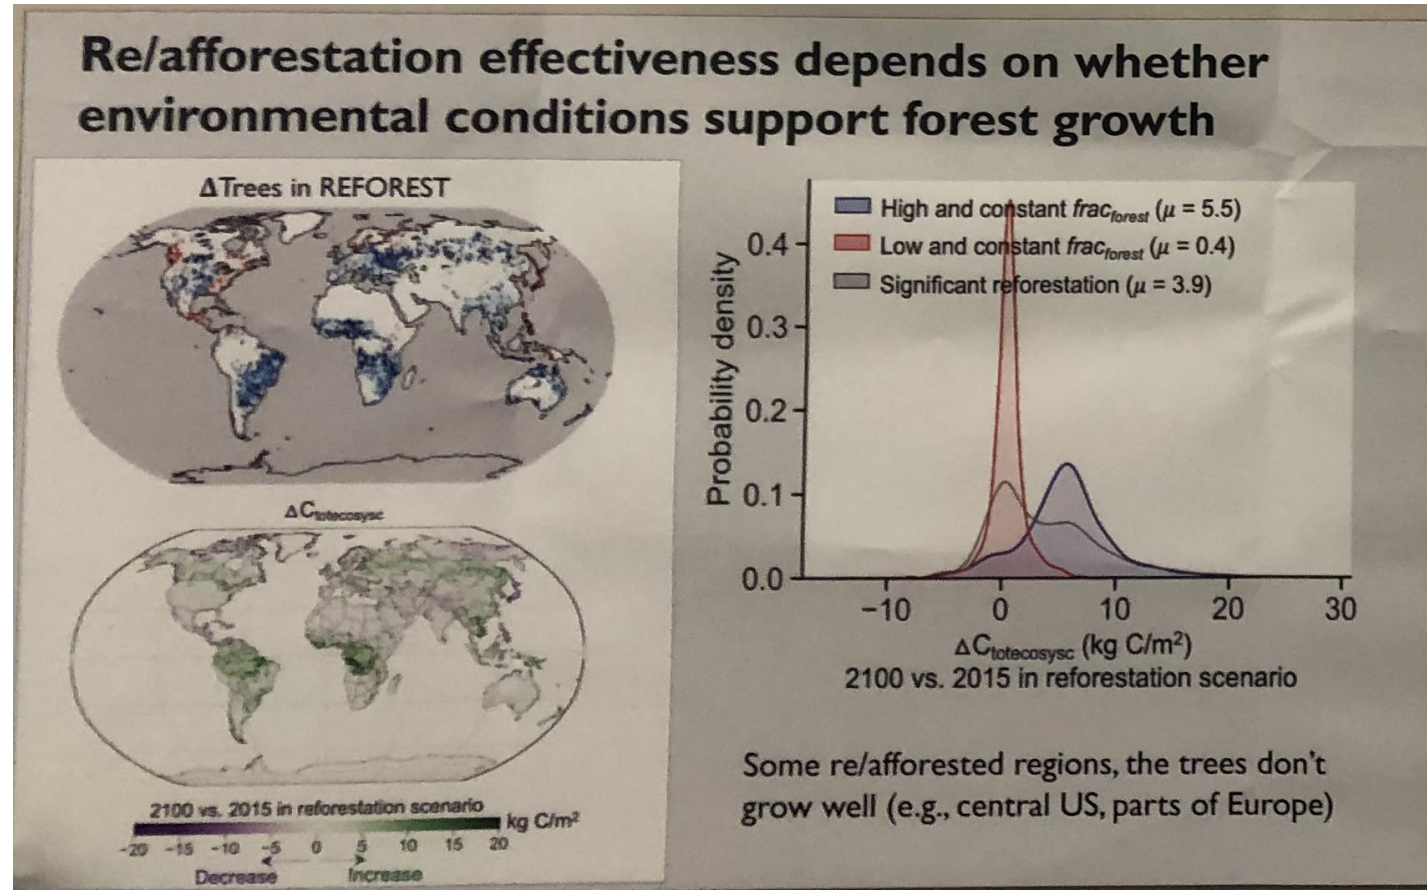 Re/afforestation effectiveness depends on whether
environmental conditions support forest growth
ΔTrees in REFOREST
ΔCtotecosysc
2100 vs. 2015 in reforestation scenario
kg C/m²
-20 -15 -10 -5 0 5 10 15 20
Decrease Increase
High and constant frac_forest (μ = 5.5)
Low and constant frac_forest (μ = 0.4)
Significant reforestation (μ = 3.9)
Probability density
0.4
0.3
0.2
0.1
0.0
−10 0 10 20 30
ΔCtotecosysc (kg C/m²)
2100 vs. 2015 in reforestation scenario
Some re/afforested regions, the trees don't
grow well (e.g., central US, parts of Europe)